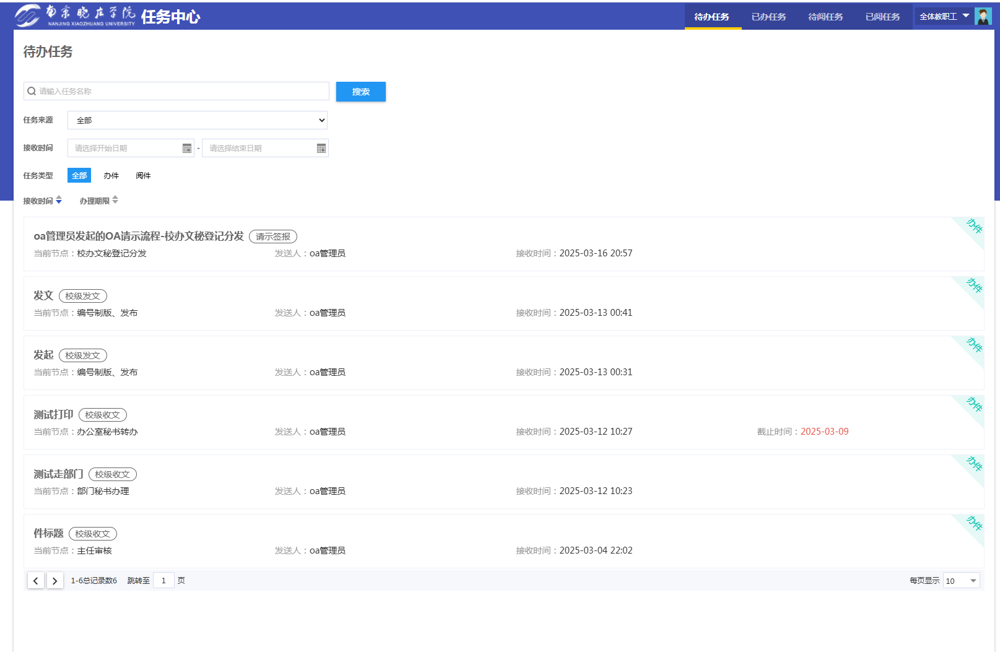 南京晓庄学院 任务中心 待办任务 已办任务 待阅任务 已阅任务 全体教职工
NANJING XIAOZHUANG UNIVERSITY
待办任务
请输入任务名称 搜索
任务来源 全部
接收时间 请选择开始日期 - 请选择结束日期
任务类型 全部 办件 阅件
接收时间 办理期限
oa管理员发起的OA请示流程-校办文秘登记分发 请示签报 办件
当前节点：校办文秘登记分发 发送人：oa管理员 接收时间：2025-03-16 20:57
发文 校级发文 办件
当前节点：编号制版、发布 发送人：oa管理员 接收时间：2025-03-13 00:41
发起 校级发文 办件
当前节点：编号制版、发布 发送人：oa管理员 接收时间：2025-03-13 00:31
测试打印 校级收文 办件
当前节点：办公室秘书转办 发送人：oa管理员 接收时间：2025-03-12 10:27 截止时间：2025-03-09
测试走部门 校级收文 办件
当前节点：部门秘书办理 发送人：oa管理员 接收时间：2025-03-12 10:23
件标题 校级收文 办件
当前节点：主任审核 发送人：oa管理员 接收时间：2025-03-04 22:02
1-6总记录数6 跳转至 1 页 每页显示 10